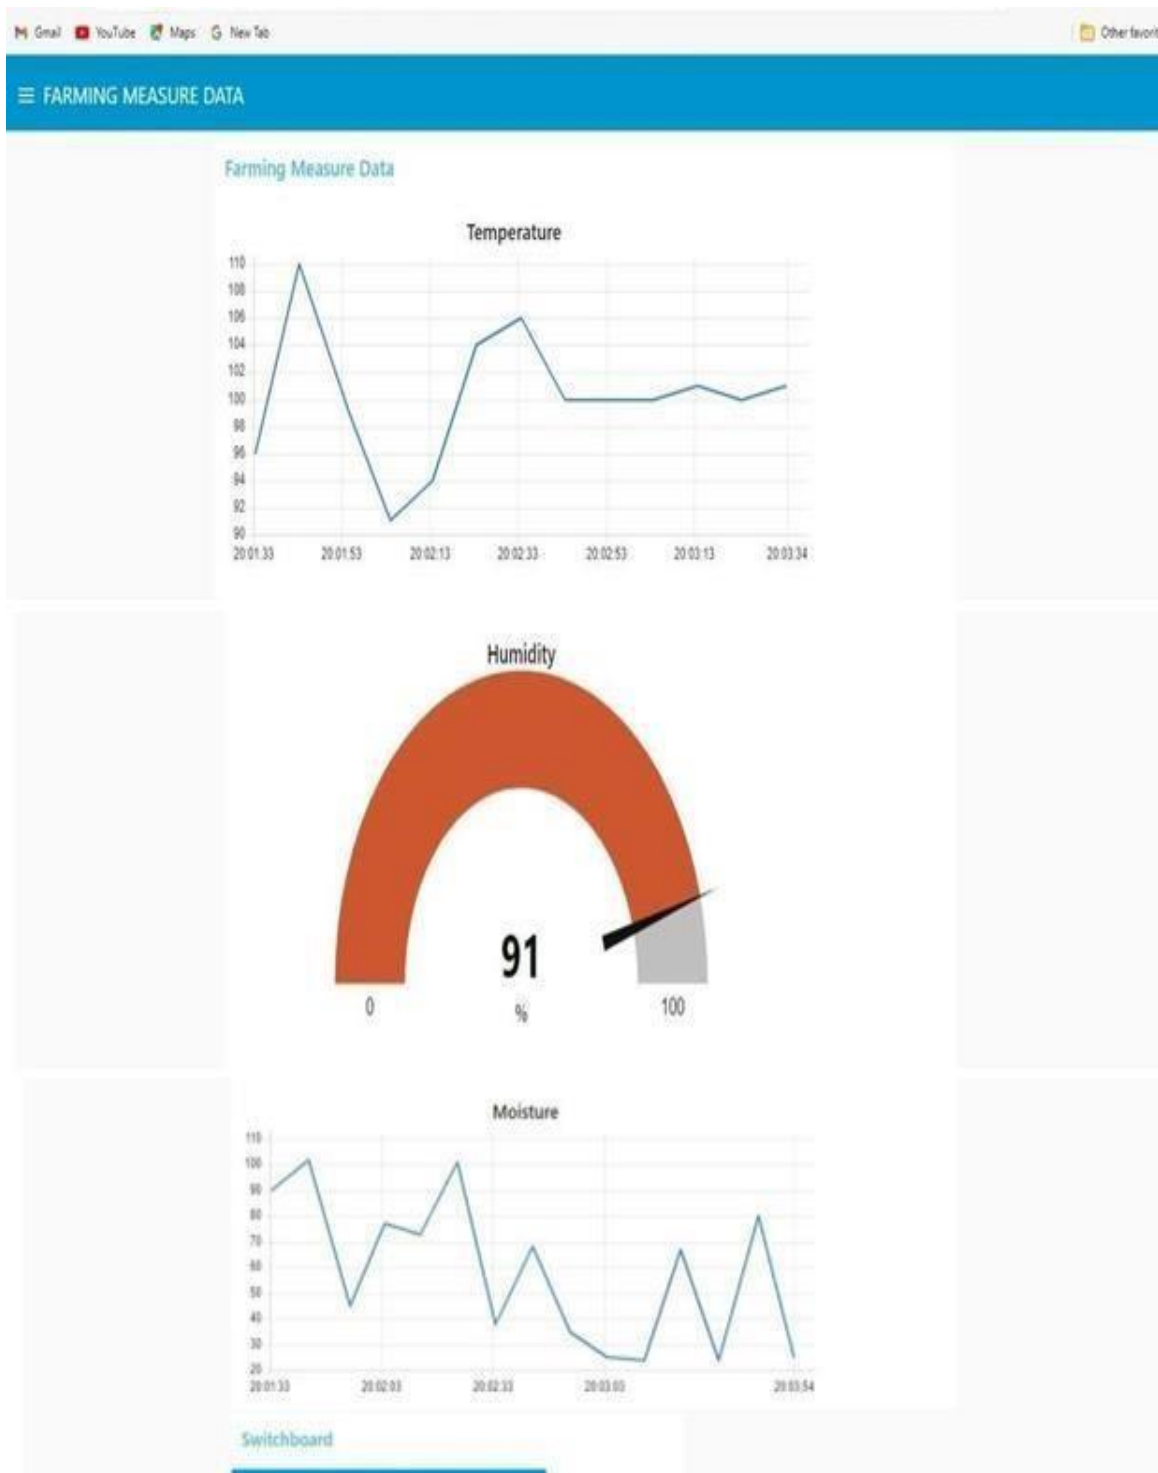 Gmail YouTube Maps New Tab Other favorit
FARMING MEASURE DATA
Farming Measure Data
Temperature
110
108
106
104
102
100
98
96
94
92
90
20:01:33 20:01:53 20:02:13 20:02:33 20:02:53 20:03:13 20:03:34
Humidity
91
%
0 100
Moisture
110
100
90
80
70
60
50
40
30
20
20:01:33 20:02:03 20:02:33 20:03:03 20:03:54
Switchboard